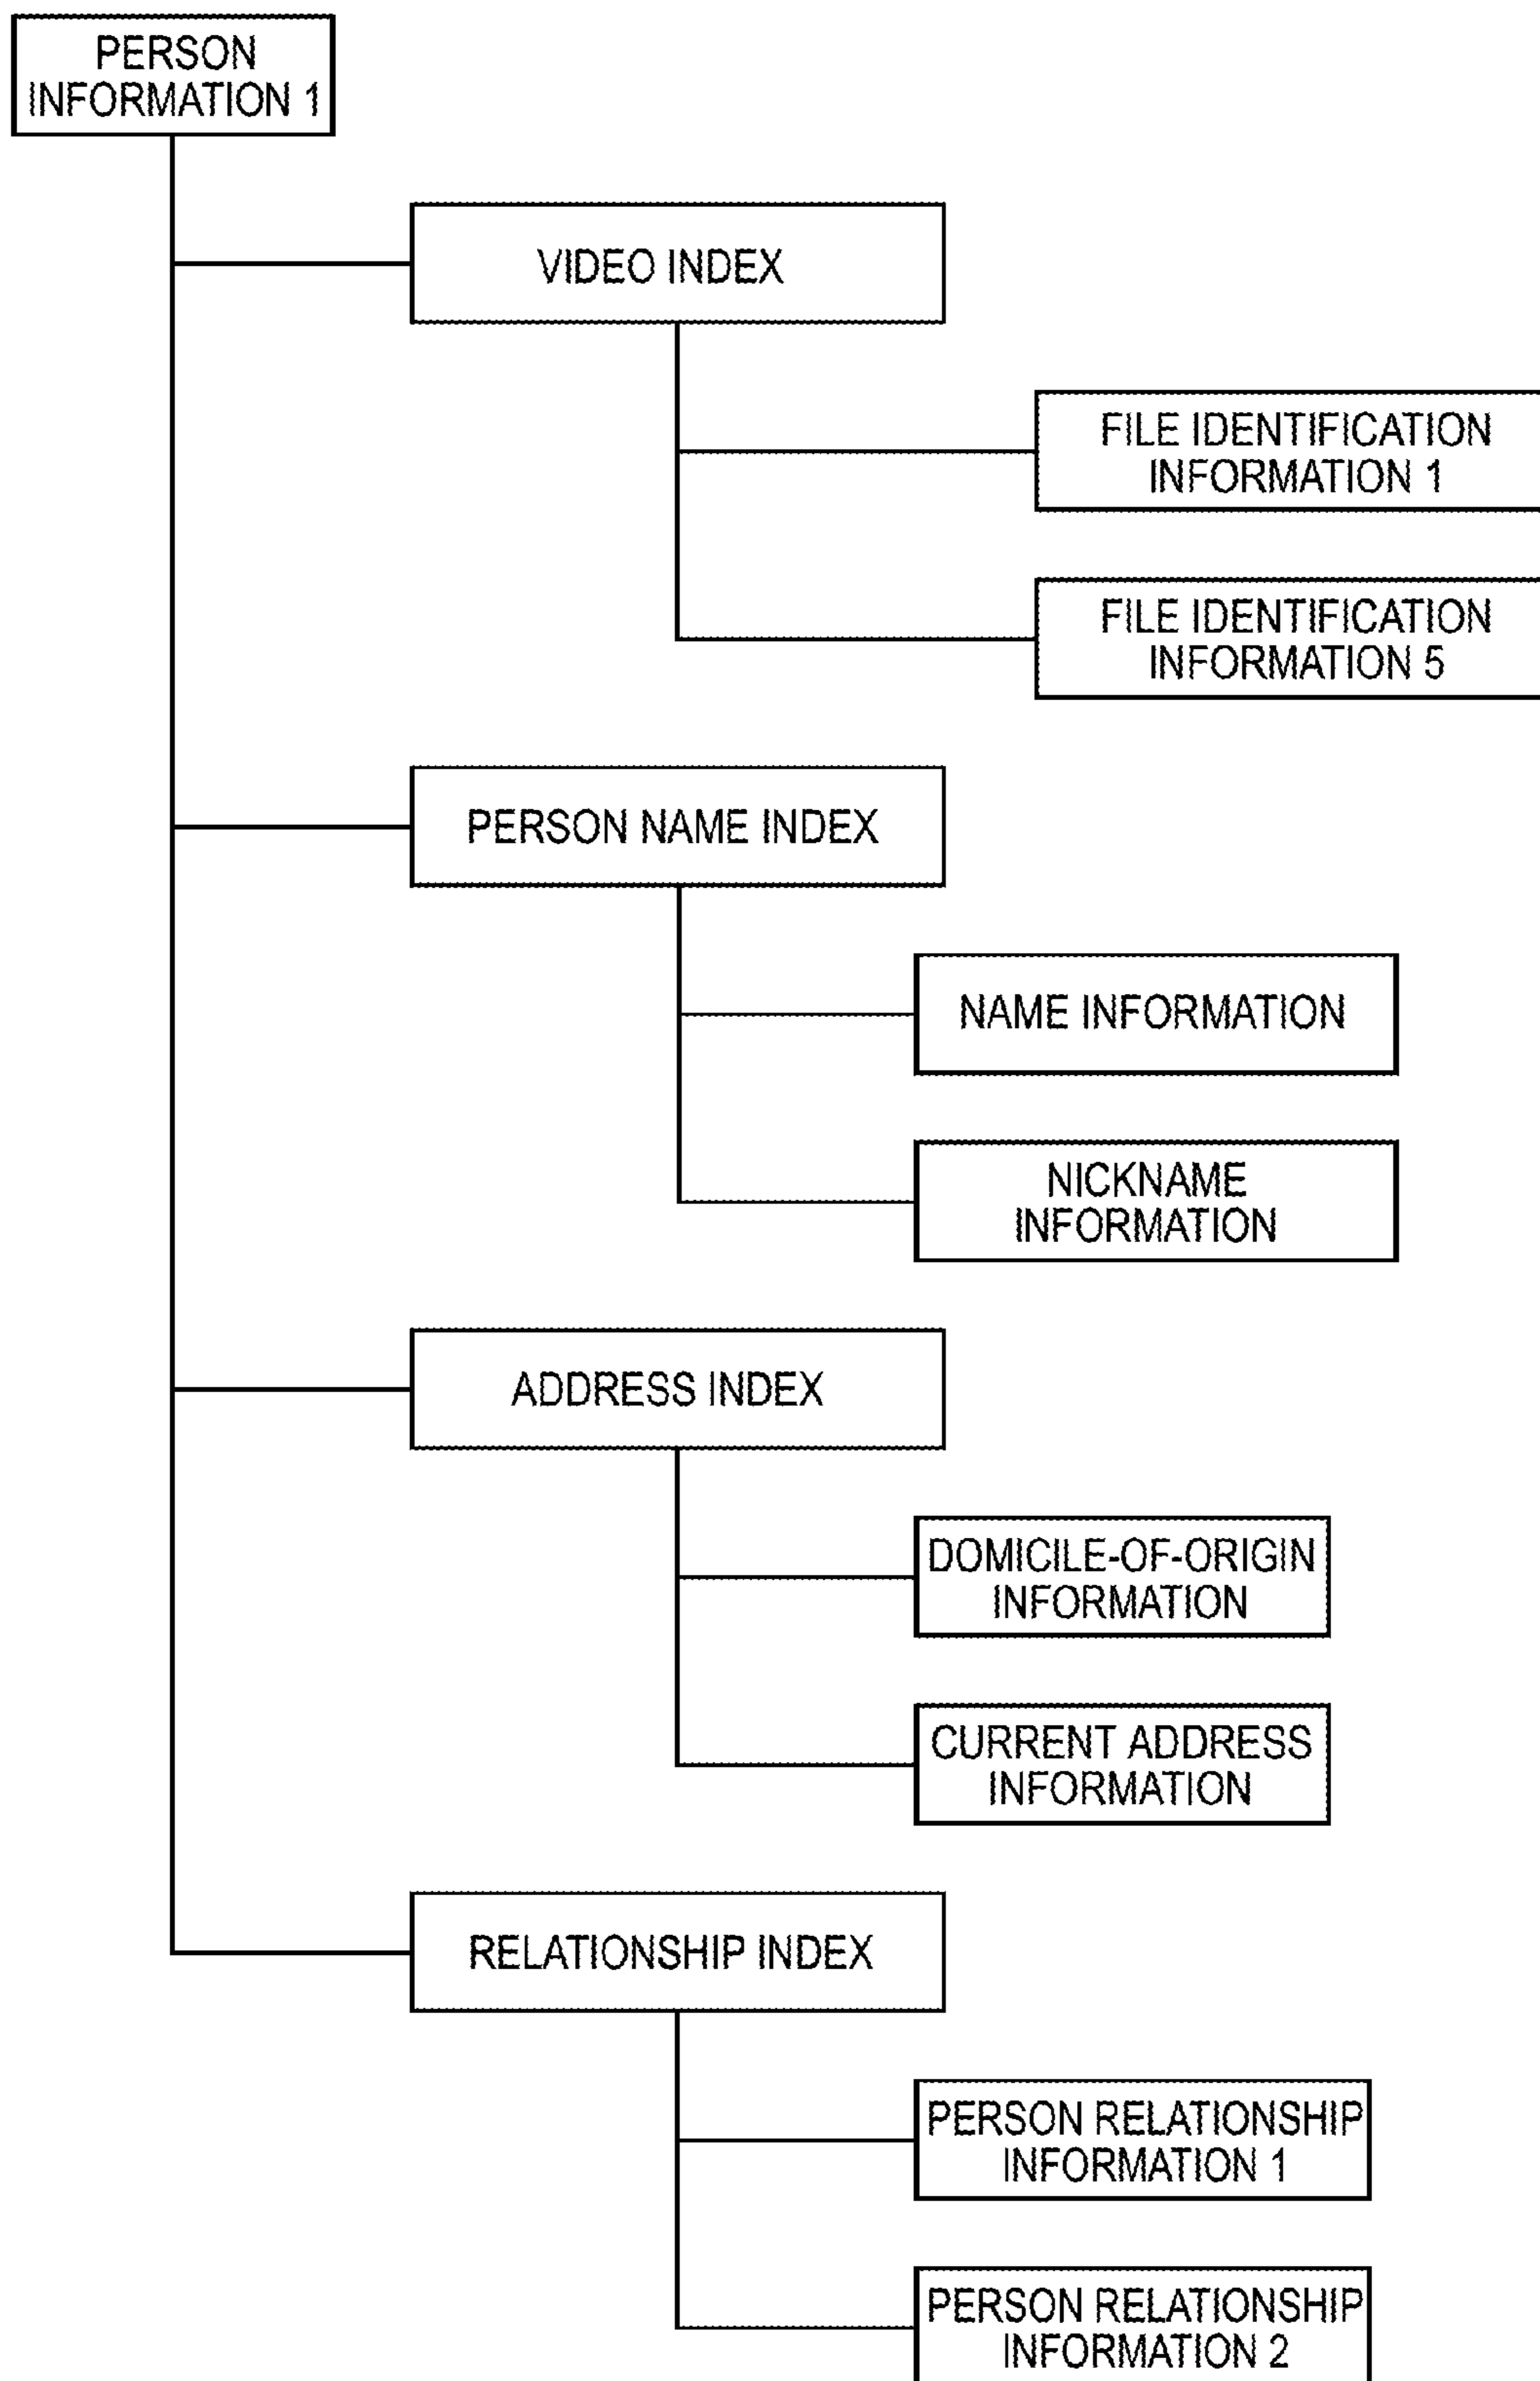 PERSON
INFORMATION 1
VIDEO INDEX
FILE IDENTIFICATION
INFORMATION 1
FILE IDENTIFICATION
INFORMATION 5
PERSON NAME INDEX
NAME INFORMATION
NICKNAME
INFORMATION
ADDRESS INDEX
DOMICILE-OF-ORIGIN
INFORMATION
CURRENT ADDRESS
INFORMATION
RELATIONSHIP INDEX
PERSON RELATIONSHIP
INFORMATION 1
PERSON RELATIONSHIP
INFORMATION 2